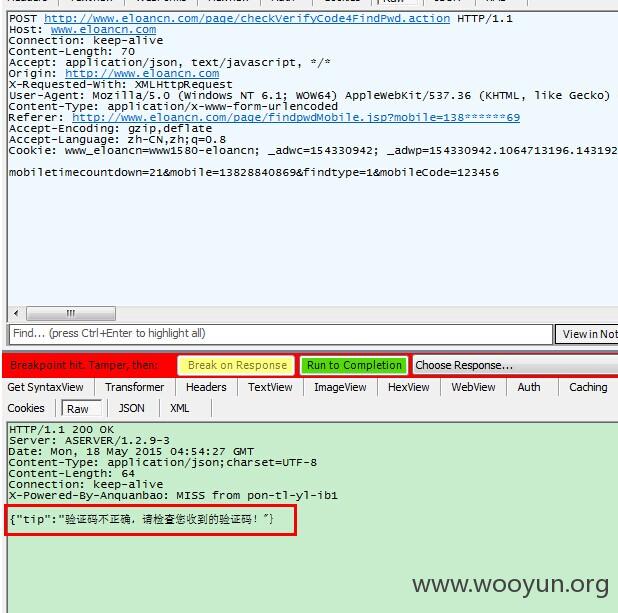 POST http://www.eloancn.com/page/checkVerifyCode4FindPwd.action HTTP/1.1
Host: www.eloancn.com
Connection: keep-alive
Content-Length: 70
Accept: application/json, text/javascript, */*
Origin: http://www.eloancn.com
X-Requested-With: XMLHttpRequest
User-Agent: Mozilla/5.0 (Windows NT 6.1; WOW64) AppleWebKit/537.36 (KHTML, like Gecko)
Content-Type: application/x-www-form-urlencoded
Referer: http://www.eloancn.com/page/findpwdMobile.jsp?mobile=138******69
Accept-Encoding: gzip,deflate
Accept-Language: zh-CN,zh;q=0.8
Cookie: www_eloancn=www1580-eloancn; _adwc=154330942; _adwp=154330942.1064713196.143192
mobiletimecountdown=21&mobile=13828840869&findtype=1&mobileCode=123456
Find... (press Ctrl+Enter to highlight all)
View in Not
Breakpoint hit. Tamper, then:
Break on Response
Run to Completion
Choose Response...
Get SyntaxView
Transformer
Headers
TextView
ImageView
HexView
WebView
Auth
Caching
Cookies
Raw
JSON
XML
HTTP/1.1 200 OK
Server: ASERVER/1.2.9-3
Date: Mon, 18 May 2015 04:54:27 GMT
Content-Type: application/json;charset=UTF-8
Content-Length: 64
Connection: keep-alive
X-Powered-By-Anquanbao: MISS from pon-tl-yl-ib1
{"tip":"验证码不正确，请检查您收到的验证码！"}
www.wooyun.org